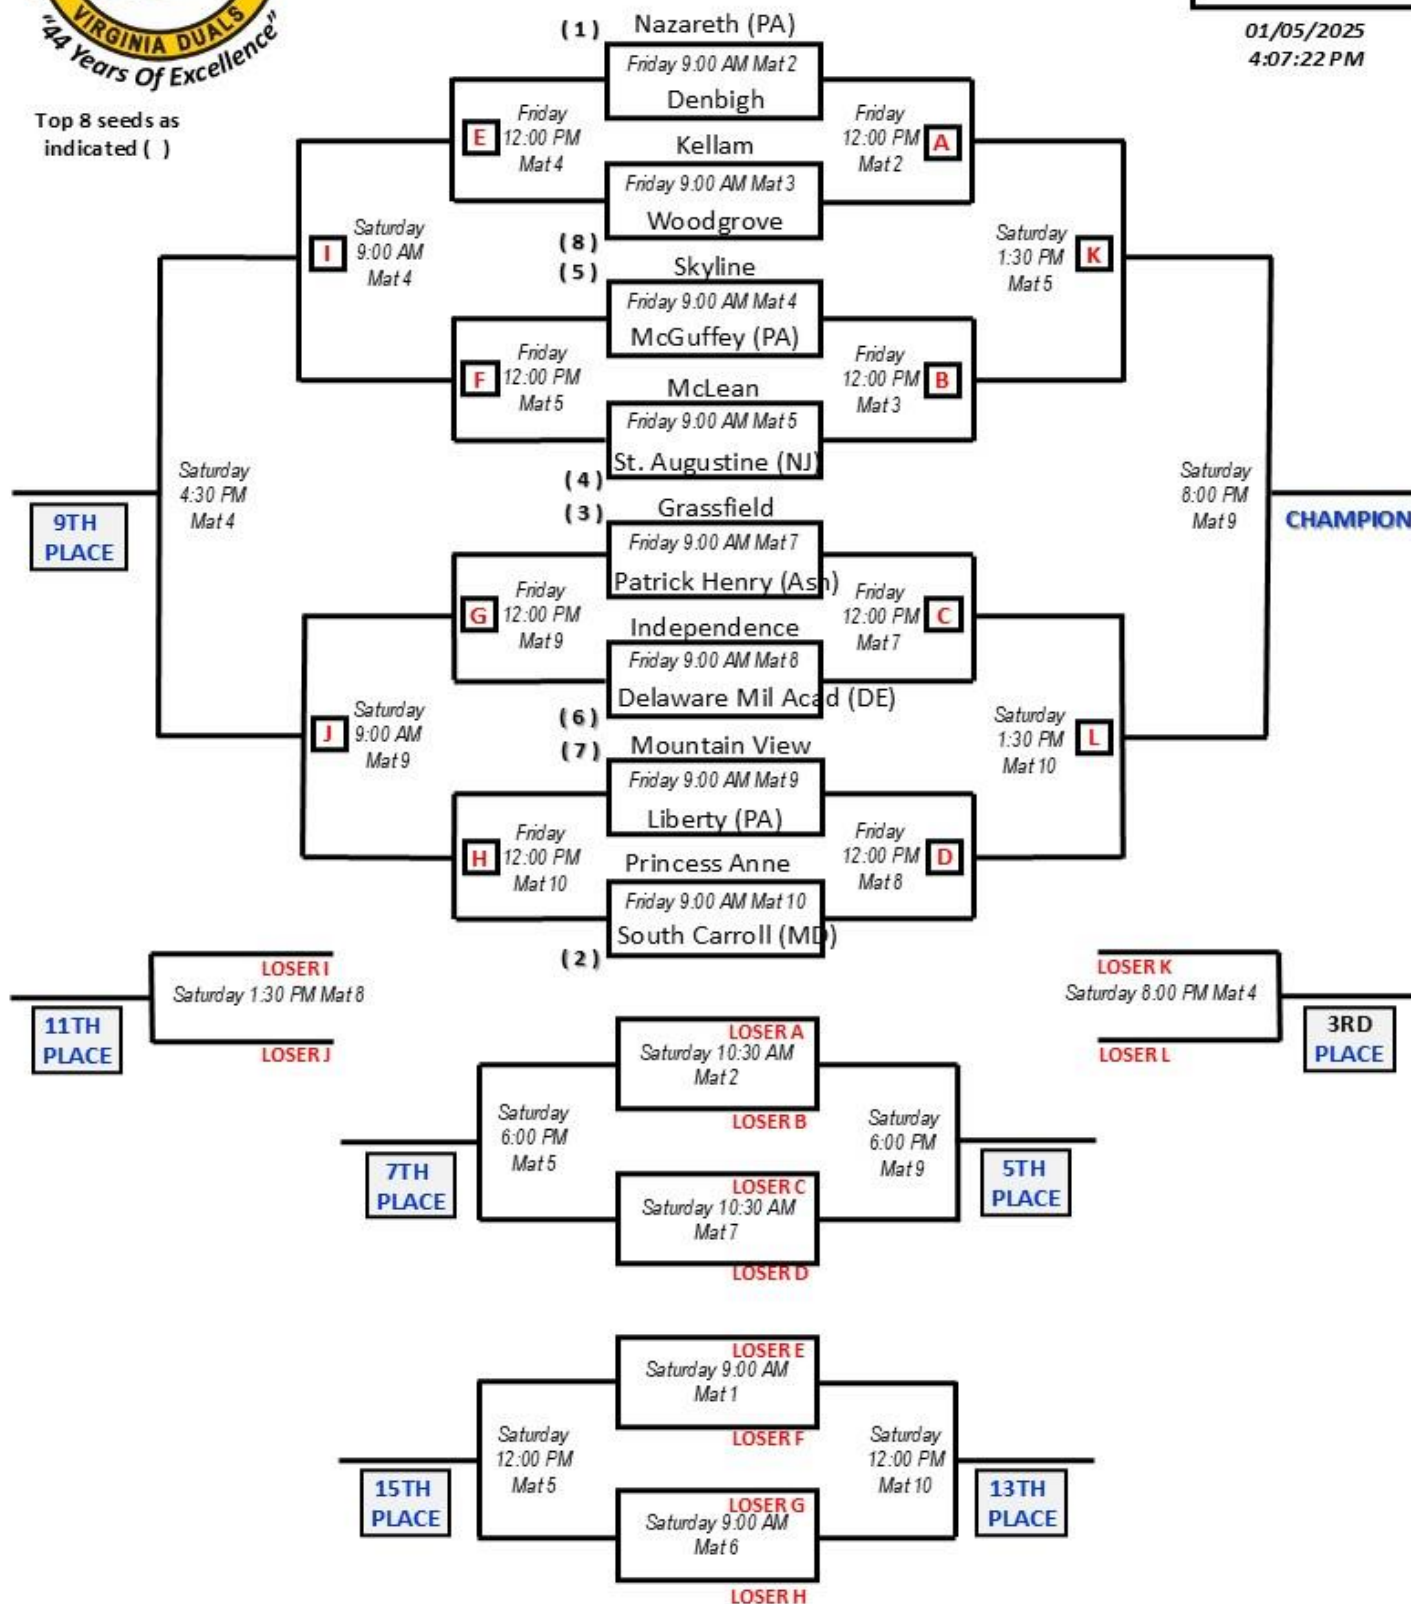 VIRGINIA DUALS
"44 Years Of Excellence"
01/05/2025
4:07:22 PM
Top 8 seeds as
indicated ( )
(1) Nazareth (PA)
Friday 9:00 AM Mat 2
Denbigh
Kellam
Friday 9:00 AM Mat 3
Woodgrove
(8)
(5) Skyline
Friday 9:00 AM Mat 4
McGuffey (PA)
McLean
Friday 9:00 AM Mat 5
St. Augustine (NJ)
(4)
(3) Grassfield
Friday 9:00 AM Mat 7
Patrick Henry (Ash)
Independence
Friday 9:00 AM Mat 8
Delaware Mil Acad (DE)
(6)
(7) Mountain View
Friday 9:00 AM Mat 9
Liberty (PA)
Princess Anne
Friday 9:00 AM Mat 10
South Carroll (MD)
(2)
E
Friday
12:00 PM
Mat 4
F
Friday
12:00 PM
Mat 5
G
Friday
12:00 PM
Mat 9
H
Friday
12:00 PM
Mat 10
I
Saturday
9:00 AM
Mat 4
J
Saturday
9:00 AM
Mat 9
Saturday
4:30 PM
Mat 4
9TH
PLACE
Friday
12:00 PM
Mat 2
A
Friday
12:00 PM
Mat 3
B
Friday
12:00 PM
Mat 7
C
Friday
12:00 PM
Mat 8
D
Saturday
1:30 PM
Mat 5
K
Saturday
1:30 PM
Mat 10
L
Saturday
8:00 PM
Mat 9
CHAMPION
LOSER I
Saturday 1:30 PM Mat 8
LOSER J
11TH
PLACE
LOSER K
Saturday 8:00 PM Mat 4
LOSER L
3RD
PLACE
LOSER A
Saturday 10:30 AM
Mat 2
LOSER B
LOSER C
Saturday 10:30 AM
Mat 7
LOSER D
Saturday
6:00 PM
Mat 5
7TH
PLACE
Saturday
6:00 PM
Mat 9
5TH
PLACE
LOSER E
Saturday 9:00 AM
Mat 1
LOSER F
LOSER G
Saturday 9:00 AM
Mat 6
LOSER H
Saturday
12:00 PM
Mat 5
15TH
PLACE
Saturday
12:00 PM
Mat 10
13TH
PLACE